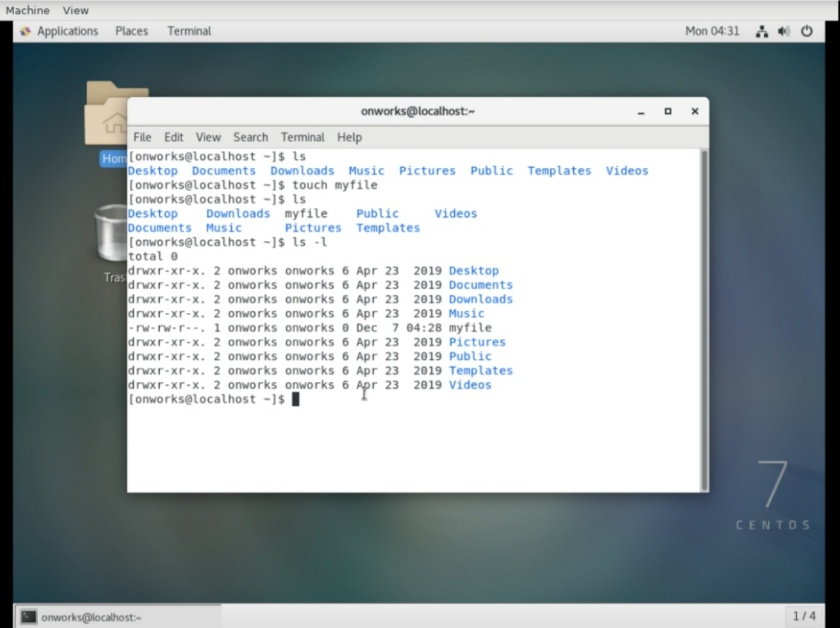 Machine View
Applications Places Terminal Mon 04:31
onworks@localhost:~
File Edit View Search Terminal Help
[onworks@localhost ~]$ ls
Desktop Documents Downloads Music Pictures Public Templates Videos
[onworks@localhost ~]$ touch myfile
[onworks@localhost ~]$ ls
Desktop Downloads myfile Public Videos
Documents Music Pictures Templates
[onworks@localhost ~]$ ls -l
total 0
drwxr-xr-x. 2 onworks onworks 6 Apr 23 2019 Desktop
drwxr-xr-x. 2 onworks onworks 6 Apr 23 2019 Documents
drwxr-xr-x. 2 onworks onworks 6 Apr 23 2019 Downloads
drwxr-xr-x. 2 onworks onworks 6 Apr 23 2019 Music
-rw-rw-r--. 1 onworks onworks 0 Dec 7 04:28 myfile
drwxr-xr-x. 2 onworks onworks 6 Apr 23 2019 Pictures
drwxr-xr-x. 2 onworks onworks 6 Apr 23 2019 Public
drwxr-xr-x. 2 onworks onworks 6 Apr 23 2019 Templates
drwxr-xr-x. 2 onworks onworks 6 Apr 23 2019 Videos
[onworks@localhost ~]$
Hom
Tras
7
CENTOS
onworks@localhost:~ 1 / 4